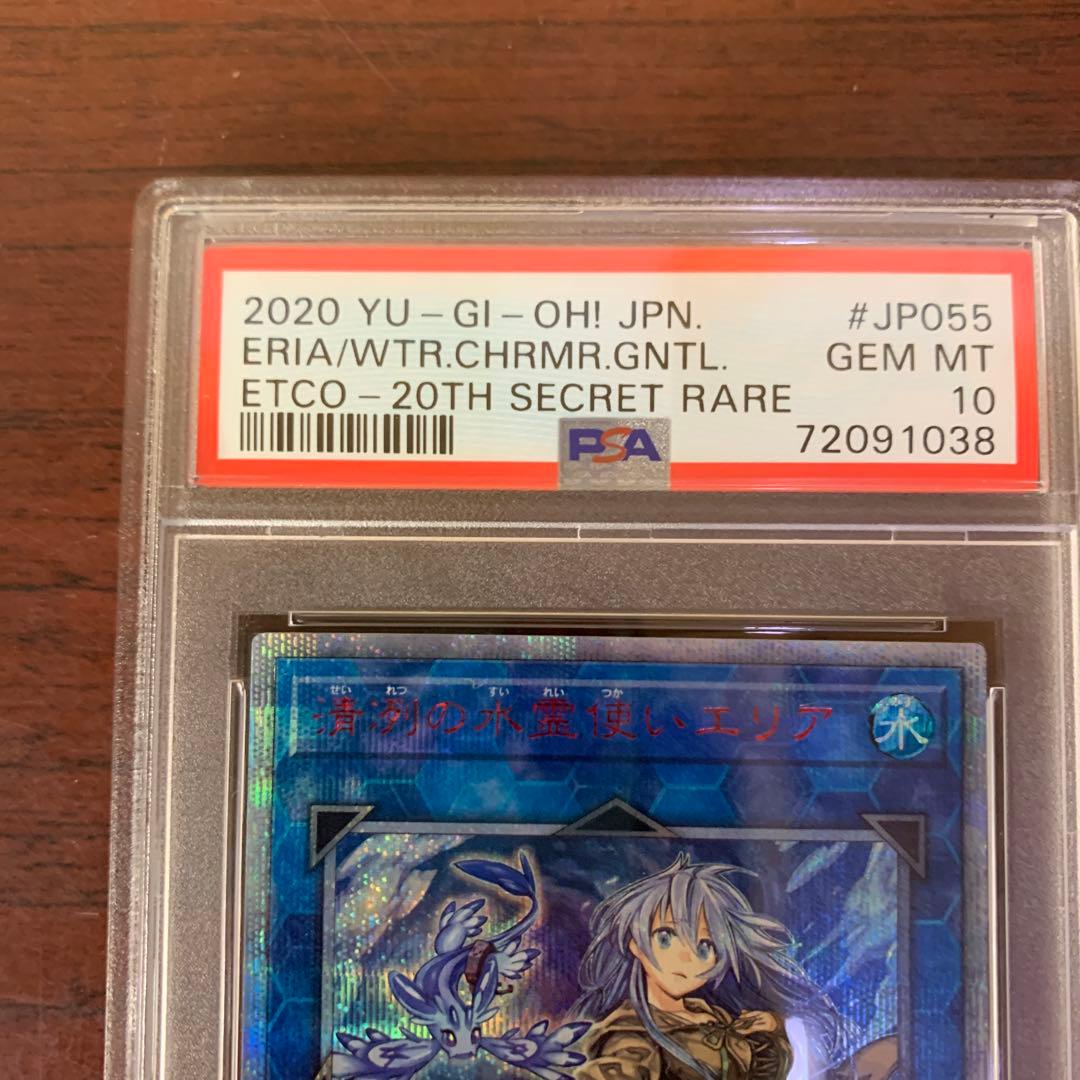 2020 YU-GI-OH! JPN. #JP055
ERIA/WTR.CHRMR.GNTL. GEM MT
ETCO-20TH SECRET RARE 10
PSA 72091038
せい れつ すい れい つか
清冽の水霊使いエリア 水